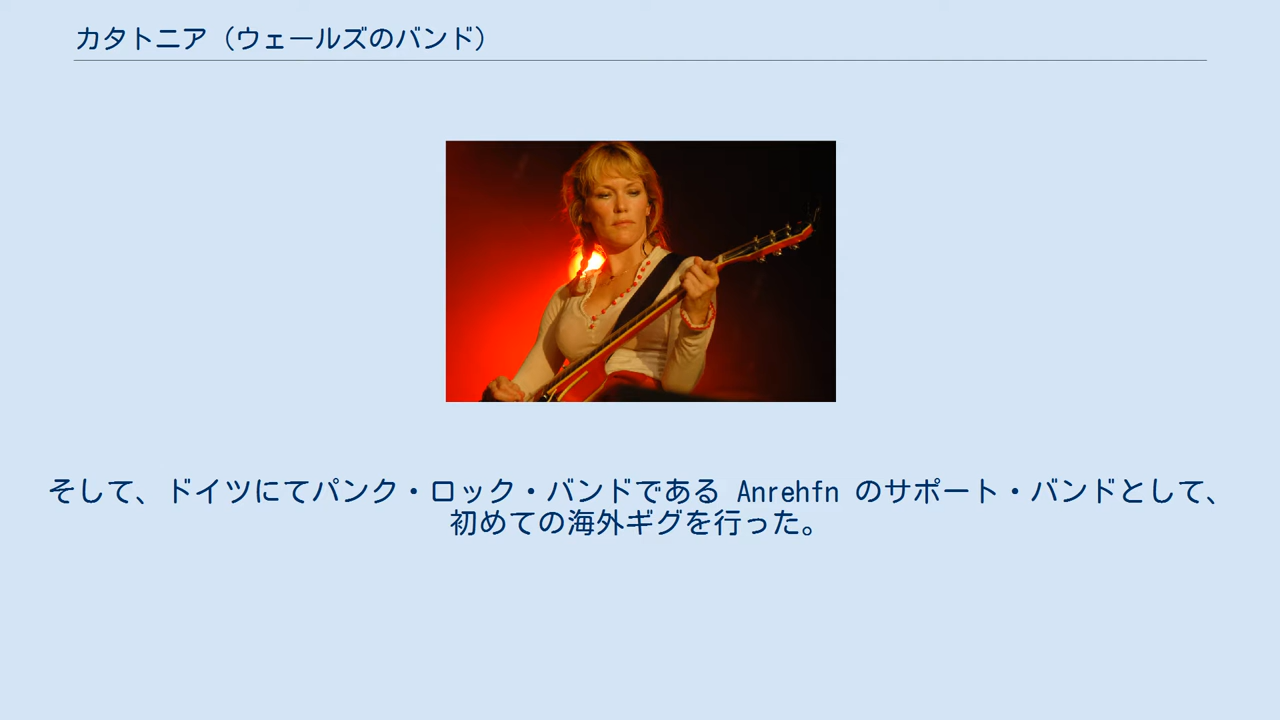 カタトニア（ウェールズのバンド）
そして、ドイツにてパンク・ロック・バンドである Anrehfn のサポート・バンドとして、
初めての海外ギグを行った。